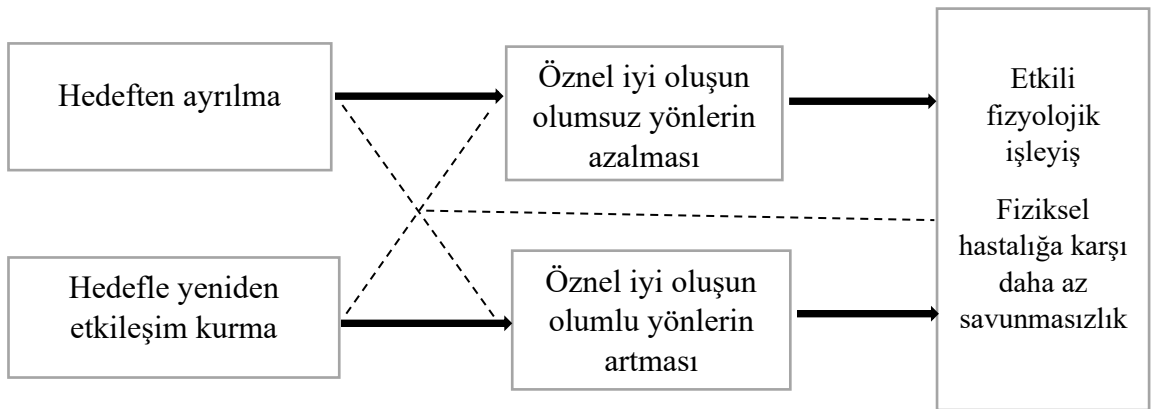 Hedeften ayrılma
Öznel iyi oluşun
olumsuz yönlerin
azalması
Hedefle yeniden
etkileşim kurma
Öznel iyi oluşun
olumlu yönlerin
artması
Etkili
fizyolojik
işleyiş
Fiziksel
hastalığa karşı
daha az
savunmasızlık